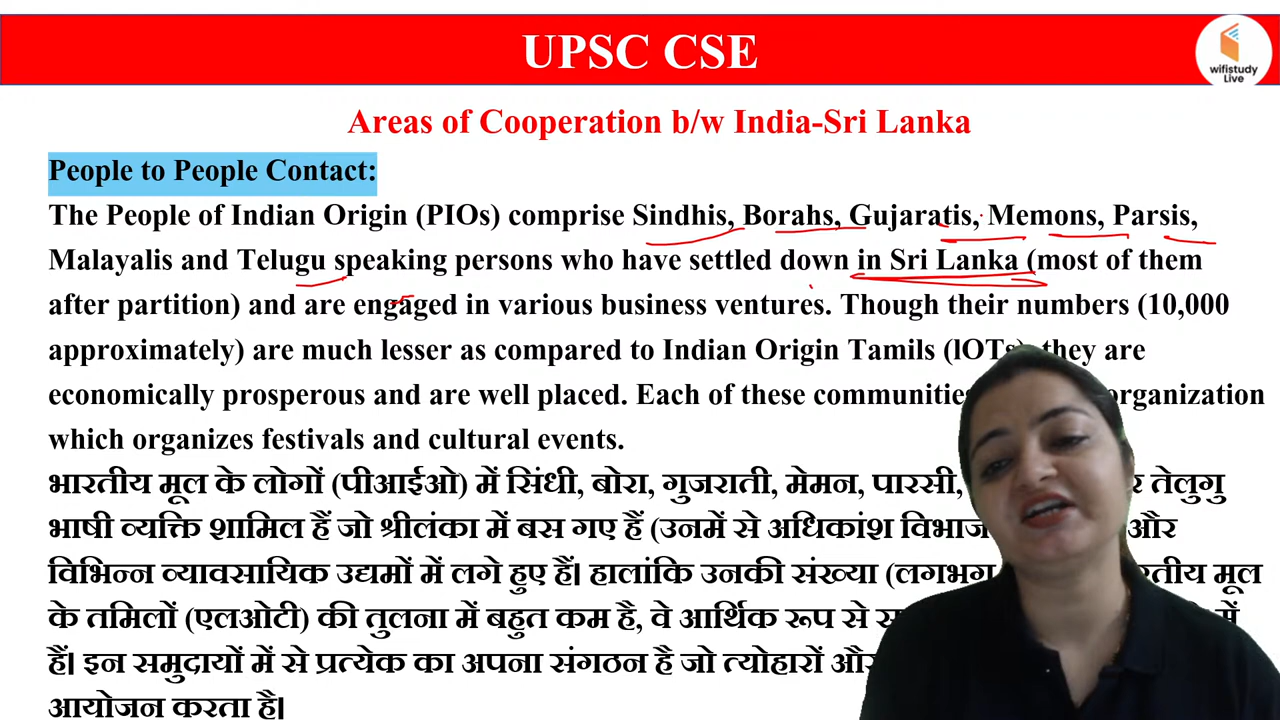 UPSC CSE
wifistudy
Live
Areas of Cooperation b/w India-Sri Lanka
People to People Contact:
The People of Indian Origin (PIOs) comprise Sindhis, Borahs, Gujaratis, Memons, Parsis,
Malayalis and Telugu speaking persons who have settled down in Sri Lanka (most of them
after partition) and are engaged in various business ventures. Though their numbers (10,000
approximately) are much lesser as compared to Indian Origin Tamils (lOTs), they are
economically prosperous and are well placed. Each of these communities organization
which organizes festivals and cultural events.
भारतीय मूल के लोगों (पीआईओ) में सिंधी, बोरा, गुजराती, मेमन, पारसी, तेलुगु
भाषी व्यक्ति शामिल हैं जो श्रीलंका में बस गए हैं (उनमें से अधिकांश और
विभिन्न व्यावसायिक उद्यमों में लगे हुए हैं। हालांकि उनकी संख्या (लगभग मूल
के तमिलों (एलओटी) की तुलना में बहुत कम है, वे आर्थिक रूप से में
हैं। इन समुदायों में से प्रत्येक का अपना संगठन है जो त्योहारों
आयोजन करता है।